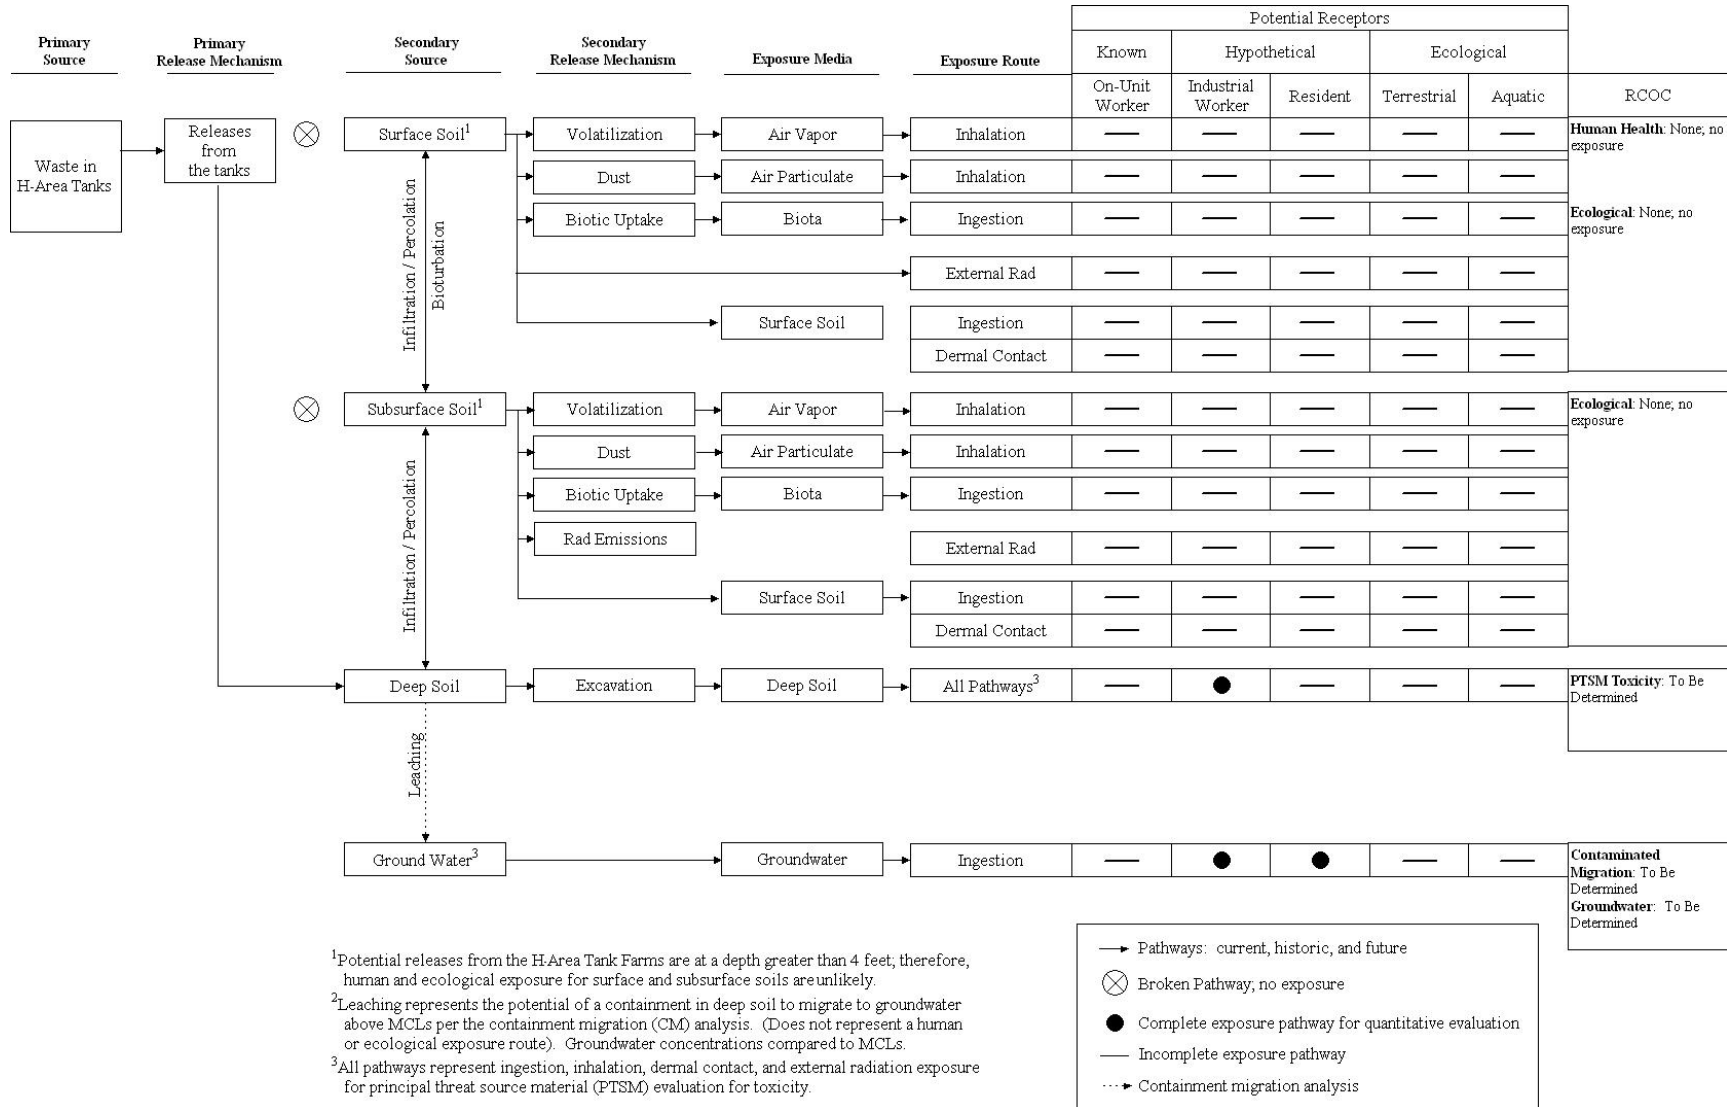 Potential Receptors
Primary
Source
Primary
Release Mechanism
Secondary
Source
Secondary
Release Mechanism
Exposure Media
Exposure Route
Known
Hypothetical
Ecological
On-Unit
Worker
Industrial
Worker
Resident
Terrestrial
Aquatic
RCOC
Waste in
H-Area Tanks
Releases
from
the tanks
Surface Soil1
Volatilization
Air Vapor
Inhalation
Human Health: None; no
exposure
Dust
Air Particulate
Inhalation
Biotic Uptake
Biota
Ingestion
Ecological: None; no
exposure
Infiltration / Percolation
Bioturbation
External Rad
Surface Soil
Ingestion
Dermal Contact
Subsurface Soil1
Volatilization
Air Vapor
Inhalation
Ecological: None; no
exposure
Dust
Air Particulate
Inhalation
Biotic Uptake
Biota
Ingestion
Infiltration / Percolation
Rad Emissions
External Rad
Surface Soil
Ingestion
Dermal Contact
Deep Soil
Excavation
Deep Soil
All Pathways3
PTSM Toxicity: To Be
Determined
Leaching
Ground Water3
Groundwater
Ingestion
Contaminated
Migration: To Be
Determined
Groundwater: To Be
Determined
1Potential releases from the H-Area Tank Farms are at a depth greater than 4 feet; therefore,
human and ecological exposure for surface and subsurface soils are unlikely.
2Leaching represents the potential of a containment in deep soil to migrate to groundwater
above MCLs per the containment migration (CM) analysis. (Does not represent a human
or ecological exposure route). Groundwater concentrations compared to MCLs.
3All pathways represent ingestion, inhalation, dermal contact, and external radiation exposure
for principal threat source material (PTSM) evaluation for toxicity.
Pathways: current, historic, and future
Broken Pathway; no exposure
Complete exposure pathway for quantitative evaluation
Incomplete exposure pathway
Containment migration analysis